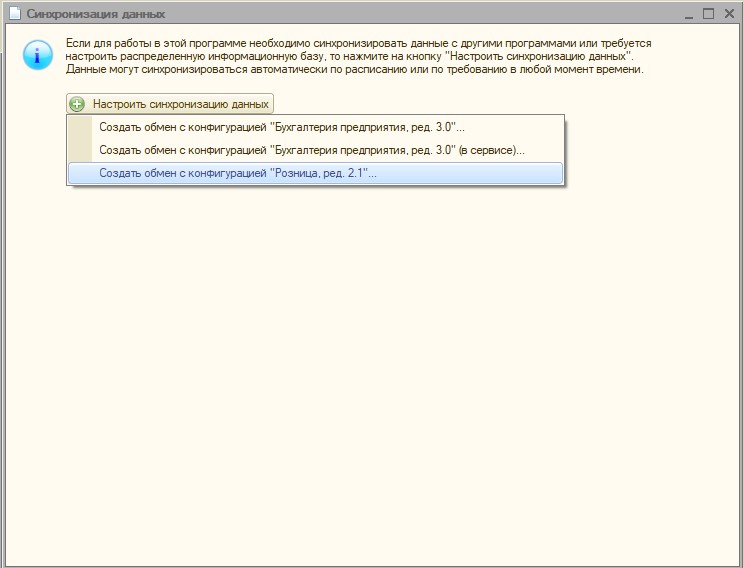 Синхронизация данных
Если для работы в этой программе необходимо синхронизировать данные с другими программами или требуется
настроить распределенную информационную базу, то нажмите на кнопку "Настроить синхронизацию данных".
Данные могут синхронизироваться автоматически по расписанию или по требованию в любой момент времени.
Настроить синхронизацию данных
Создать обмен с конфигурацией "Бухгалтерия предприятия, ред. 3.0"...
Создать обмен с конфигурацией "Бухгалтерия предприятия, ред. 3.0" (в сервисе)...
Создать обмен с конфигурацией "Розница, ред. 2.1"...